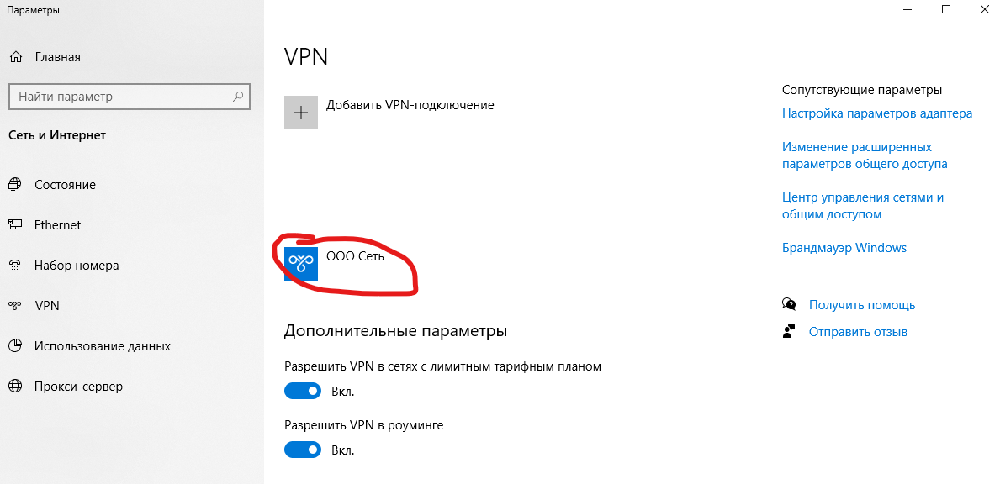 Параметры
Главная
Найти параметр
Сеть и Интернет
Состояние
Ethernet
Набор номера
VPN
Использование данных
Прокси-сервер
VPN
Добавить VPN-подключение
ООО Сеть
Дополнительные параметры
Разрешить VPN в сетях с лимитным тарифным планом
Вкл.
Разрешить VPN в роуминге
Вкл.
Сопутствующие параметры
Настройка параметров адаптера
Изменение расширенных
параметров общего доступа
Центр управления сетями и
общим доступом
Брандмауэр Windows
Получить помощь
Отправить отзыв